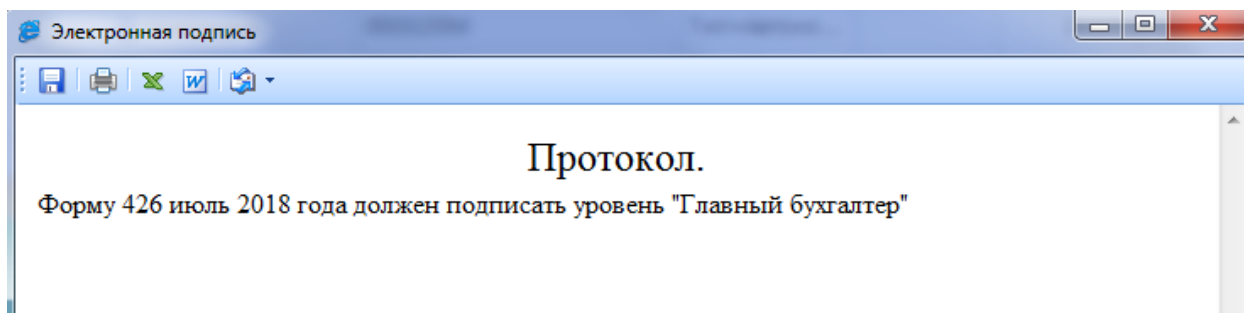 Электронная подпись
Протокол.
Форму 426 июль 2018 года должен подписать уровень "Главный бухгалтер"